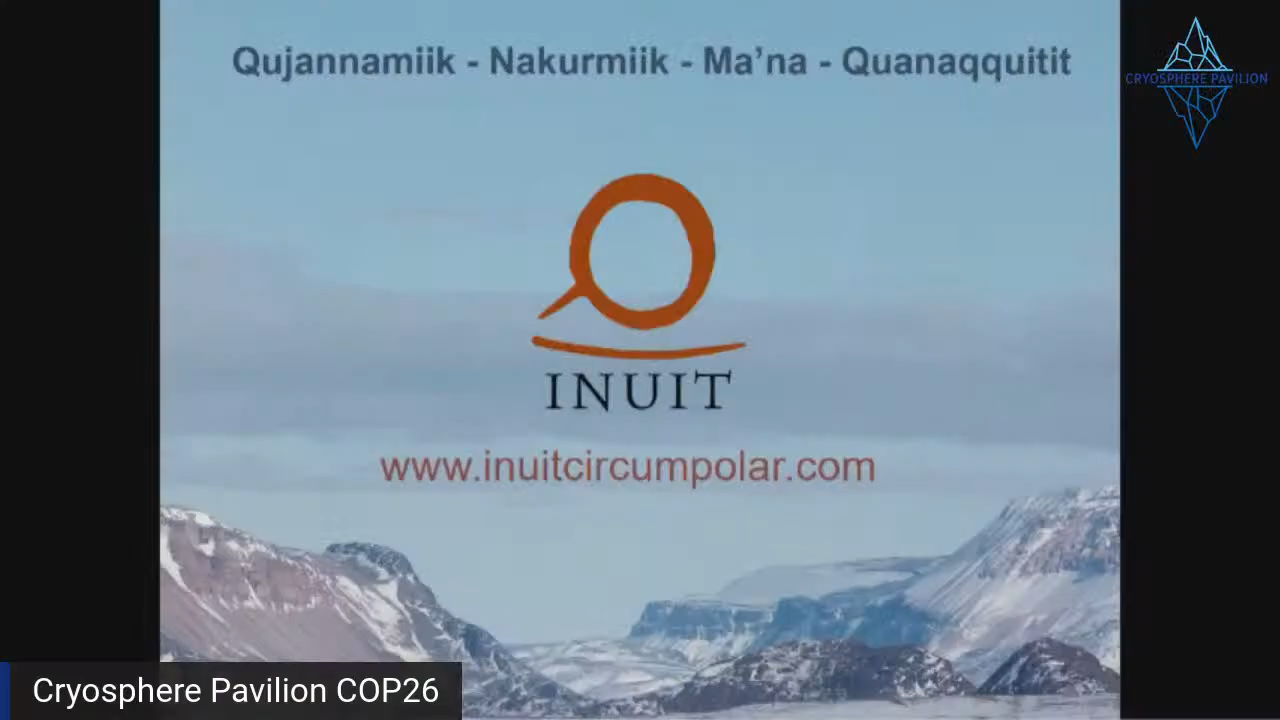 Qujannamiik - Nakurmiik - Ma’na - Quanaqquitit
CRYOSPHERE PAVILION
INUIT
www.inuitcircumpolar.com
Cryosphere Pavilion COP26